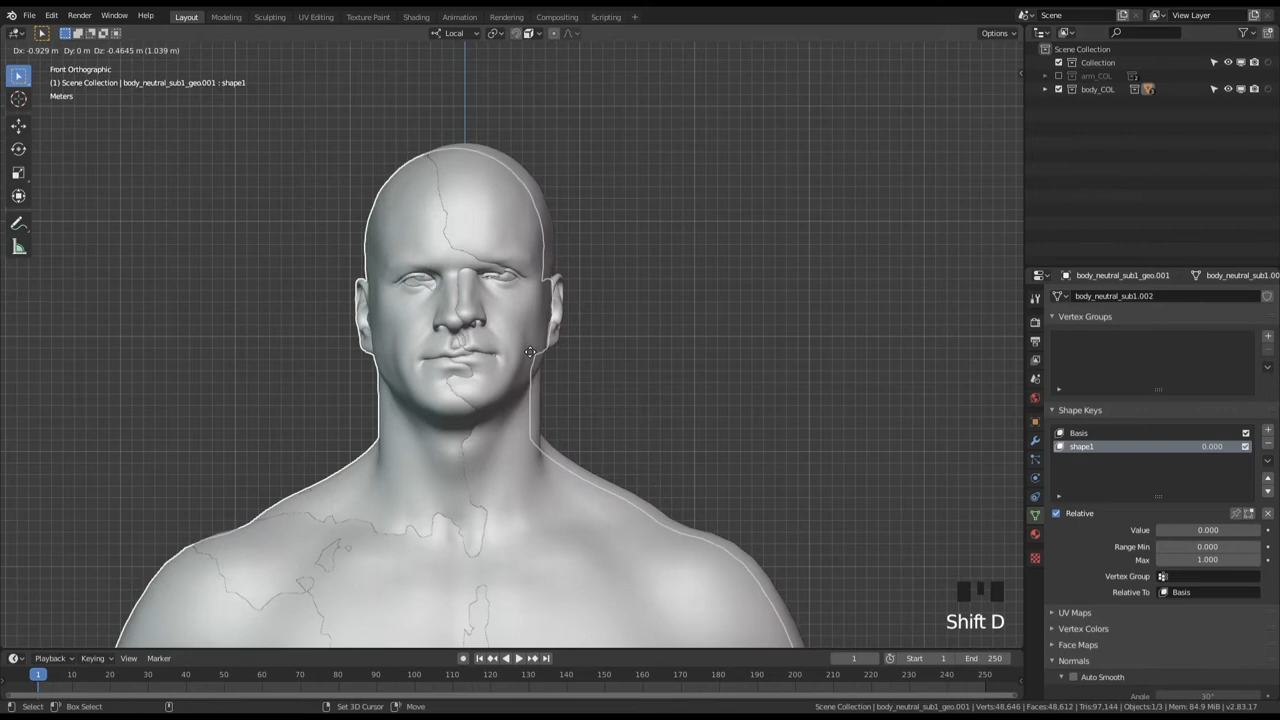 File Edit Render Window Help Layout Modeling Sculpting UV Editing Texture Paint Shading Animation Rendering Compositing Scripting + Scene View Layer
Local Options
Dx: -0.929 m Dy: 0 m Dz: -0.4645 m (1.039 m)
Front Orthographic
(1) Scene Collection | body_neutral_sub1_geo.001 : shape1
Meters
Scene Collection
Collection
arm_COL
body_COL
body_neutral_sub1_geo.001 body_neutral_sub1.00
body_neutral_sub1.002
Vertex Groups
Shape Keys
Basis
shape1 0.000
Relative
Value 0.000
Range Min 0.000
Max 1.000
Vertex Group
Relative To Basis
UV Maps
Vertex Colors
Face Maps
Normals
Auto Smooth
Angle 30°
Shift D
Playback Keying View Marker 1 Start 1 End 250
1 10 20 30 40 50 60 70 80 90 100 110 120 130 140 150 160 170 180 190 200 210 220 230 240 250
Select Box Select Set 3D Cursor Move Scene Collection | body_neutral_sub1_geo.001 | Verts:48,646 | Faces:48,612 | Tris:97,144 | Objects:1/3 | Mem: 84.9 MiB | v2.83.17